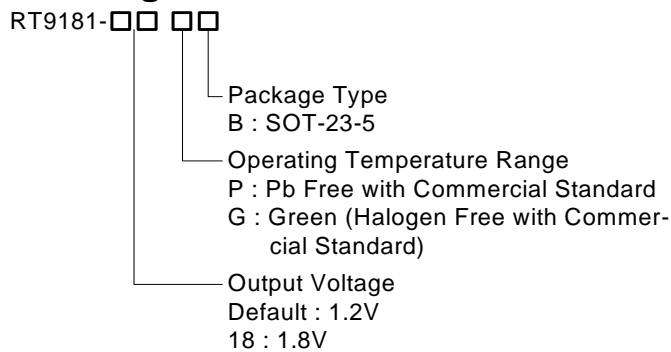 RT9181-□□ □□
Package Type
B : SOT-23-5
Operating Temperature Range
P : Pb Free with Commercial Standard
G : Green (Halogen Free with Commer-
cial Standard)
Output Voltage
Default : 1.2V
18 : 1.8V